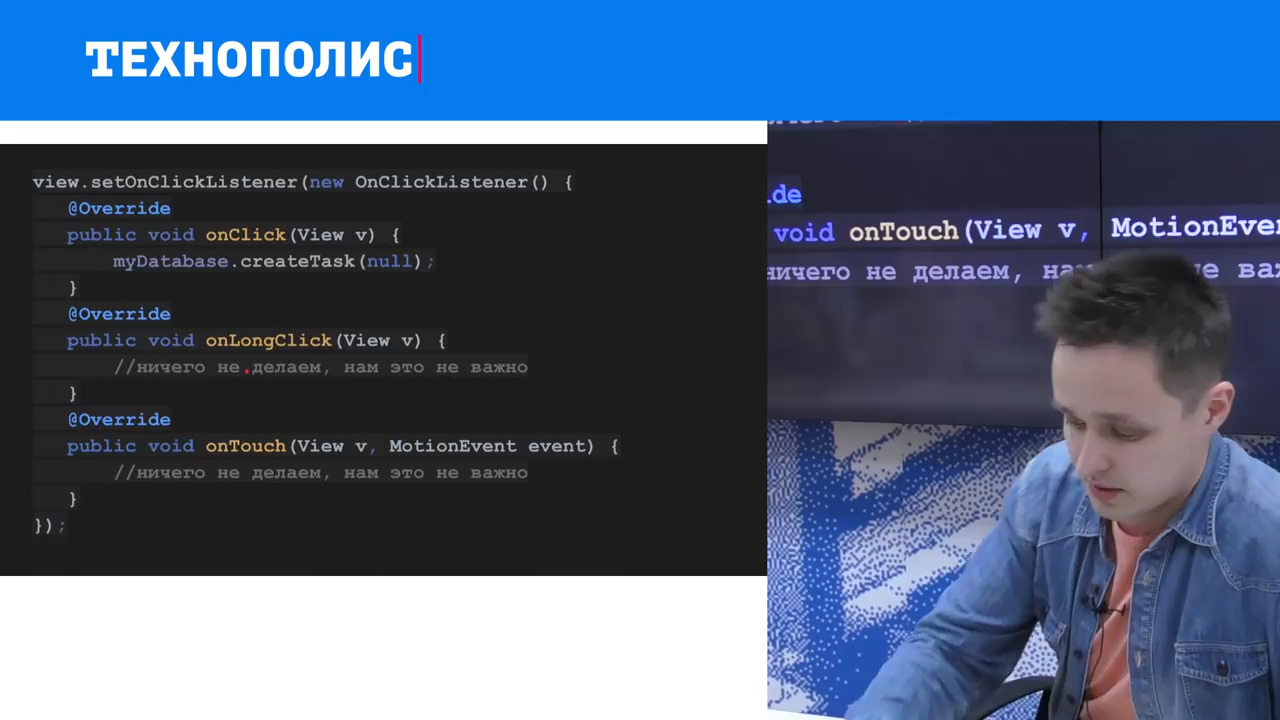 ТЕХНОПОЛИС
view.setOnClickListener(new OnClickListener() {
@Override
public void onClick(View v) {
myDatabase.createTask(null);
}
@Override
public void onLongClick(View v) {
//ничего не делаем, нам это не важно
}
@Override
public void onTouch(View v, MotionEvent event) {
//ничего не делаем, нам это не важно
}
});
void onTouch(View v,
не делаем,